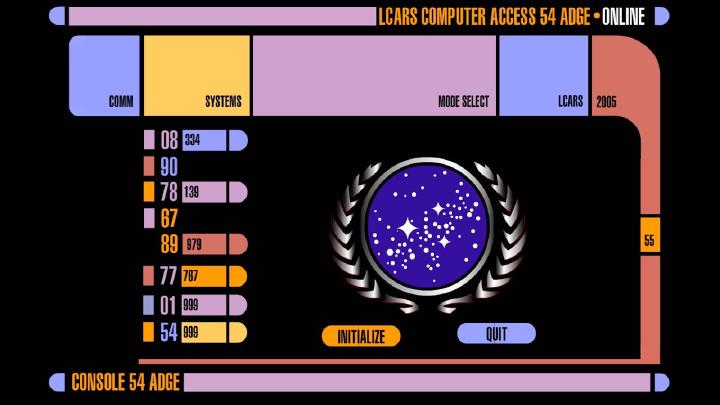 LCARS COMPUTER ACCESS 54 ADGE • ONLINE
COMM
SYSTEMS
MODE SELECT
LCARS
2005
08 334
90
78 139
67
89 979
77 767
01 999
54 999
55
INITIALIZE
QUIT
CONSOLE 54 ADGE